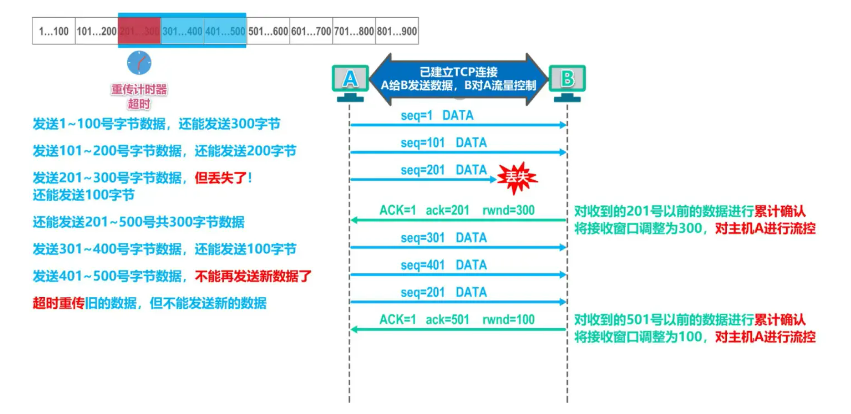 1…100 101…200 201…300 301…400 401…500 501…600 601…700 701…800 801…900
重传计时器
超时
A
已建立TCP连接
A给B发送数据，B对A流量控制
B
seq=1 DATA
发送1~100号字节数据，还能发送300字节
seq=101 DATA
发送101~200号字节数据，还能发送200字节
seq=201 DATA
丢失
发送201~300号字节数据，但丢失了！
还能发送100字节
ACK=1 ack=201 rwnd=300
对收到的201号以前的数据进行累计确认
将接收窗口调整为300，对主机A进行流控
还能发送201~500号共300字节数据
seq=301 DATA
发送301~400号字节数据，还能发送100字节
seq=401 DATA
发送401~500号字节数据，不能再发送新数据了
seq=201 DATA
超时重传旧的数据，但不能发送新的数据
ACK=1 ack=501 rwnd=100
对收到的501号以前的数据进行累计确认
将接收窗口调整为100，对主机A进行流控